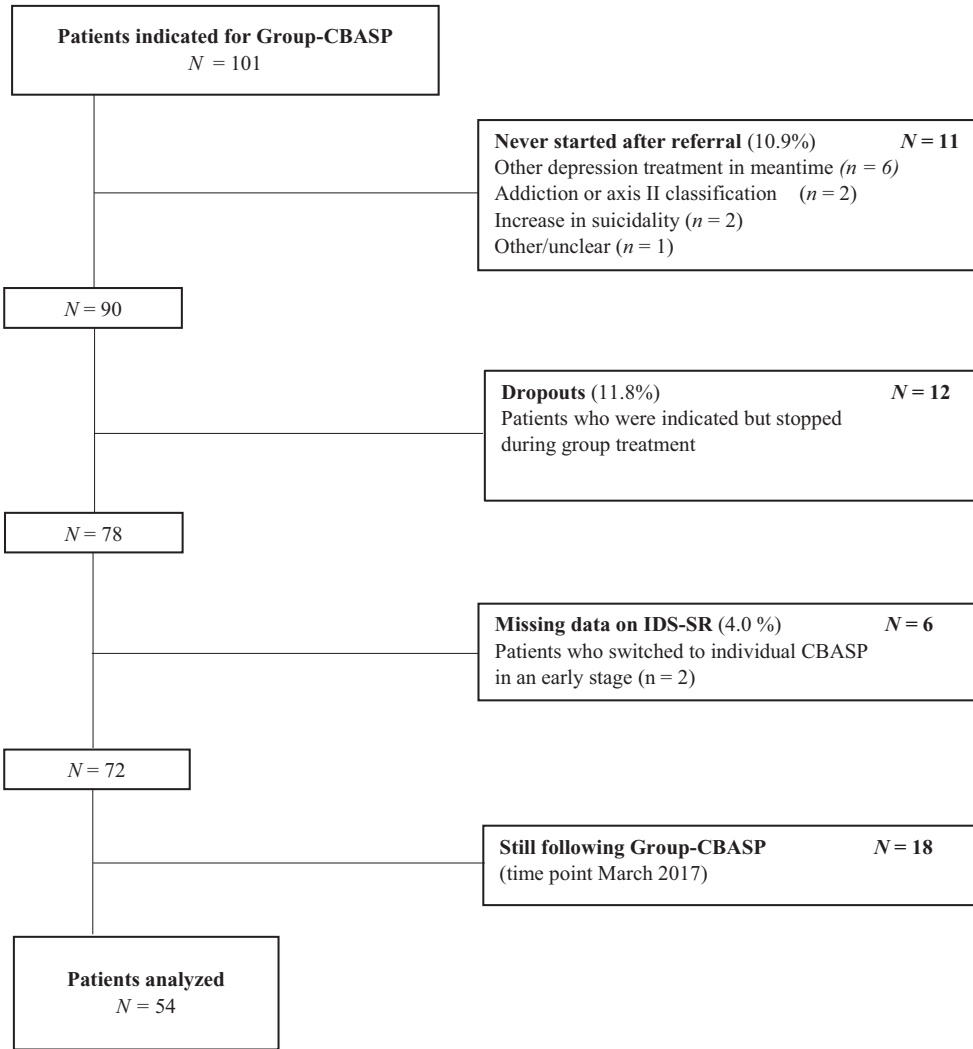 Patients indicated for Group-CBASP
N = 101
Never started after referral (10.9%) N = 11
Other depression treatment in meantime (n = 6)
Addiction or axis II classification (n = 2)
Increase in suicidality (n = 2)
Other/unclear (n = 1)
N = 90
Dropouts (11.8%) N = 12
Patients who were indicated but stopped
during group treatment
N = 78
Missing data on IDS-SR (4.0 %) N = 6
Patients who switched to individual CBASP
in an early stage (n = 2)
N = 72
Still following Group-CBASP N = 18
(time point March 2017)
Patients analyzed
N = 54